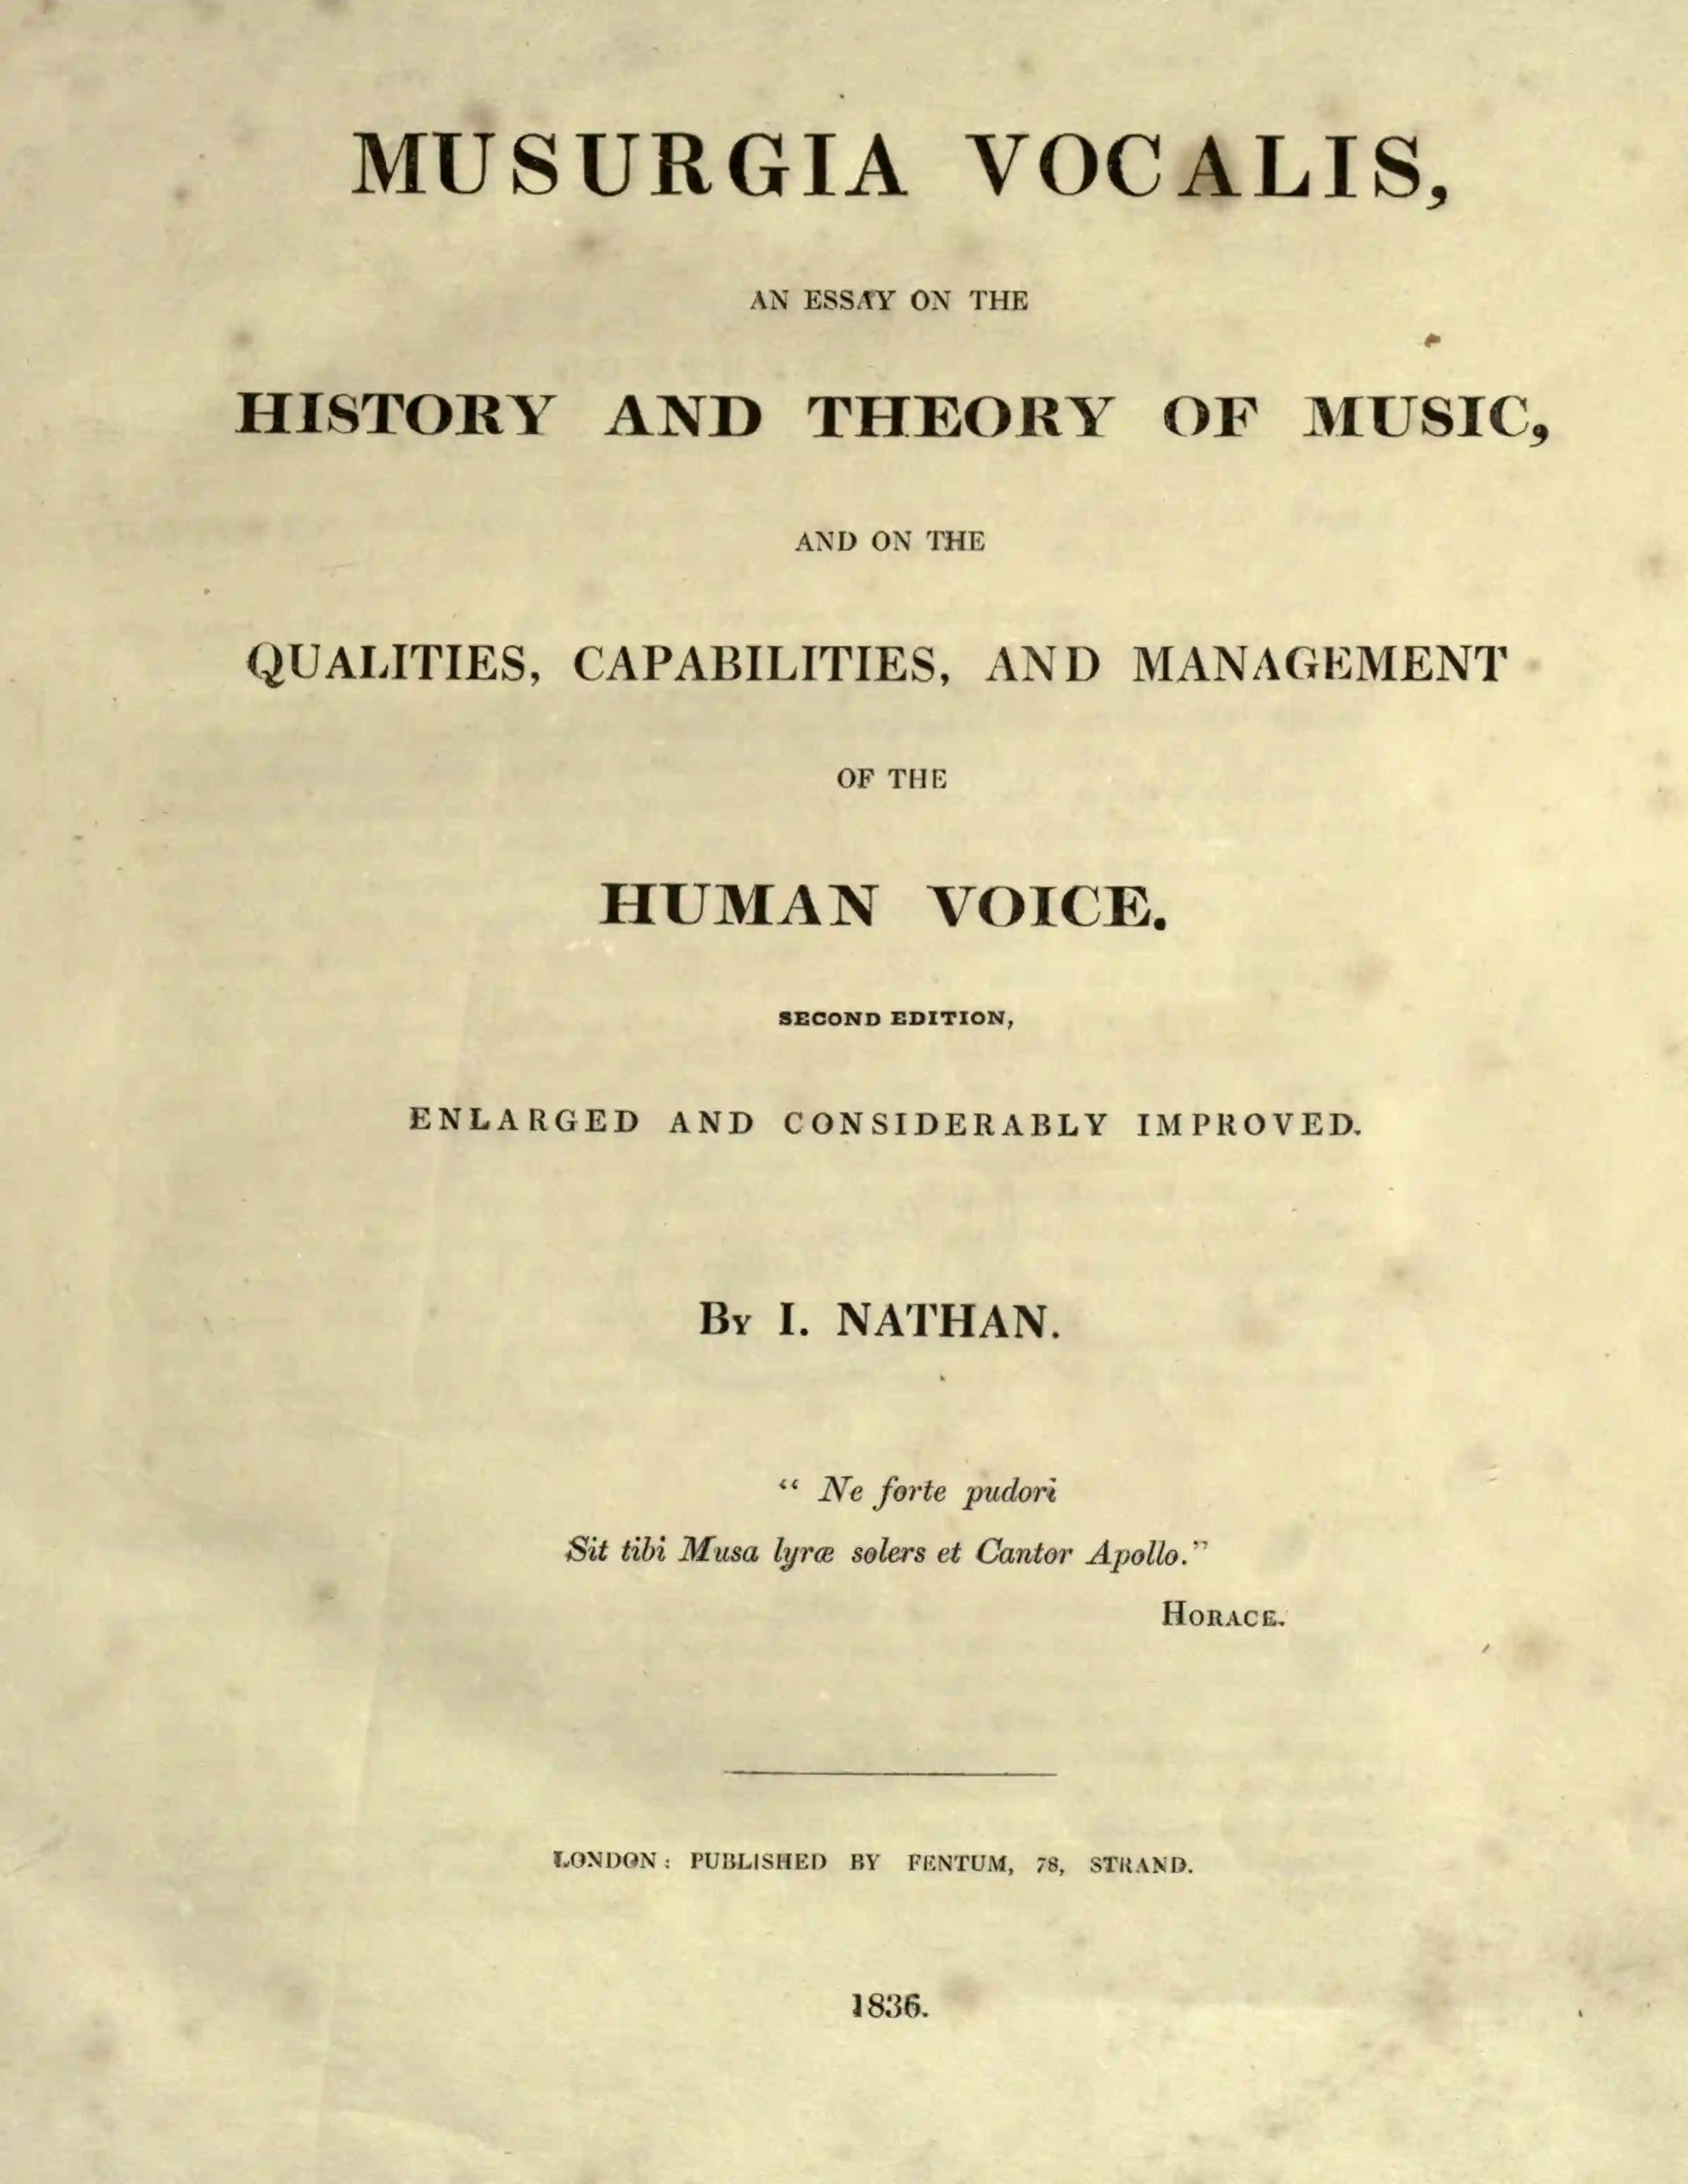 MUSURGIA VOCALIS,
AN ESSAY ON THE
HISTORY AND THEORY OF MUSIC,
AND ON THE
QUALITIES, CAPABILITIES, AND MANAGEMENT
OF THE
HUMAN VOICE.
SECOND EDITION,
ENLARGED AND CONSIDERABLY IMPROVED.
By I. NATHAN.
“ Ne forte pudori
Sit tibi Musa lyræ solers et Cantor Apollo.”
Horace.
LONDON: PUBLISHED BY FENTUM, 78, STRAND.
1836.